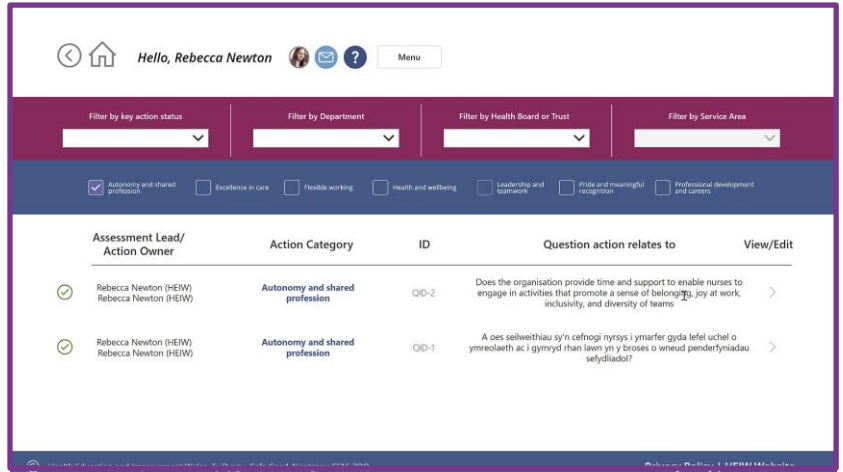 Hello, Rebecca Newton
?
Menu
Filter by key action status
Filter by Department
Filter by Health Board or Trust
Filter by Service Area
Autonomy and shared
profession
Excellence in care
Flexible working
Health and wellbeing
Leadership and
teamwork
Pride and meaningful
recognition
Professional development
and careers
Assessment Lead/
Action Owner
Action Category
ID
Question action relates to
View/Edit
Rebecca Newton (HEIW)
Rebecca Newton (HEIW)
Autonomy and shared
profession
QID-2
Does the organisation provide time and support to enable nurses to
engage in activities that promote a sense of belonging, joy at work,
inclusivity, and diversity of teams
Rebecca Newton (HEIW)
Rebecca Newton (HEIW)
Autonomy and shared
profession
QID-1
A oes seilweithiau sy'n cefnogi nyrsys i ymarfer gyda lefel uchel o
ymreolaeth ac i gymryd rhan lawn yn y broses o wneud penderfyniadau
sefydliadol?
Privacy Policy | HEIW Website